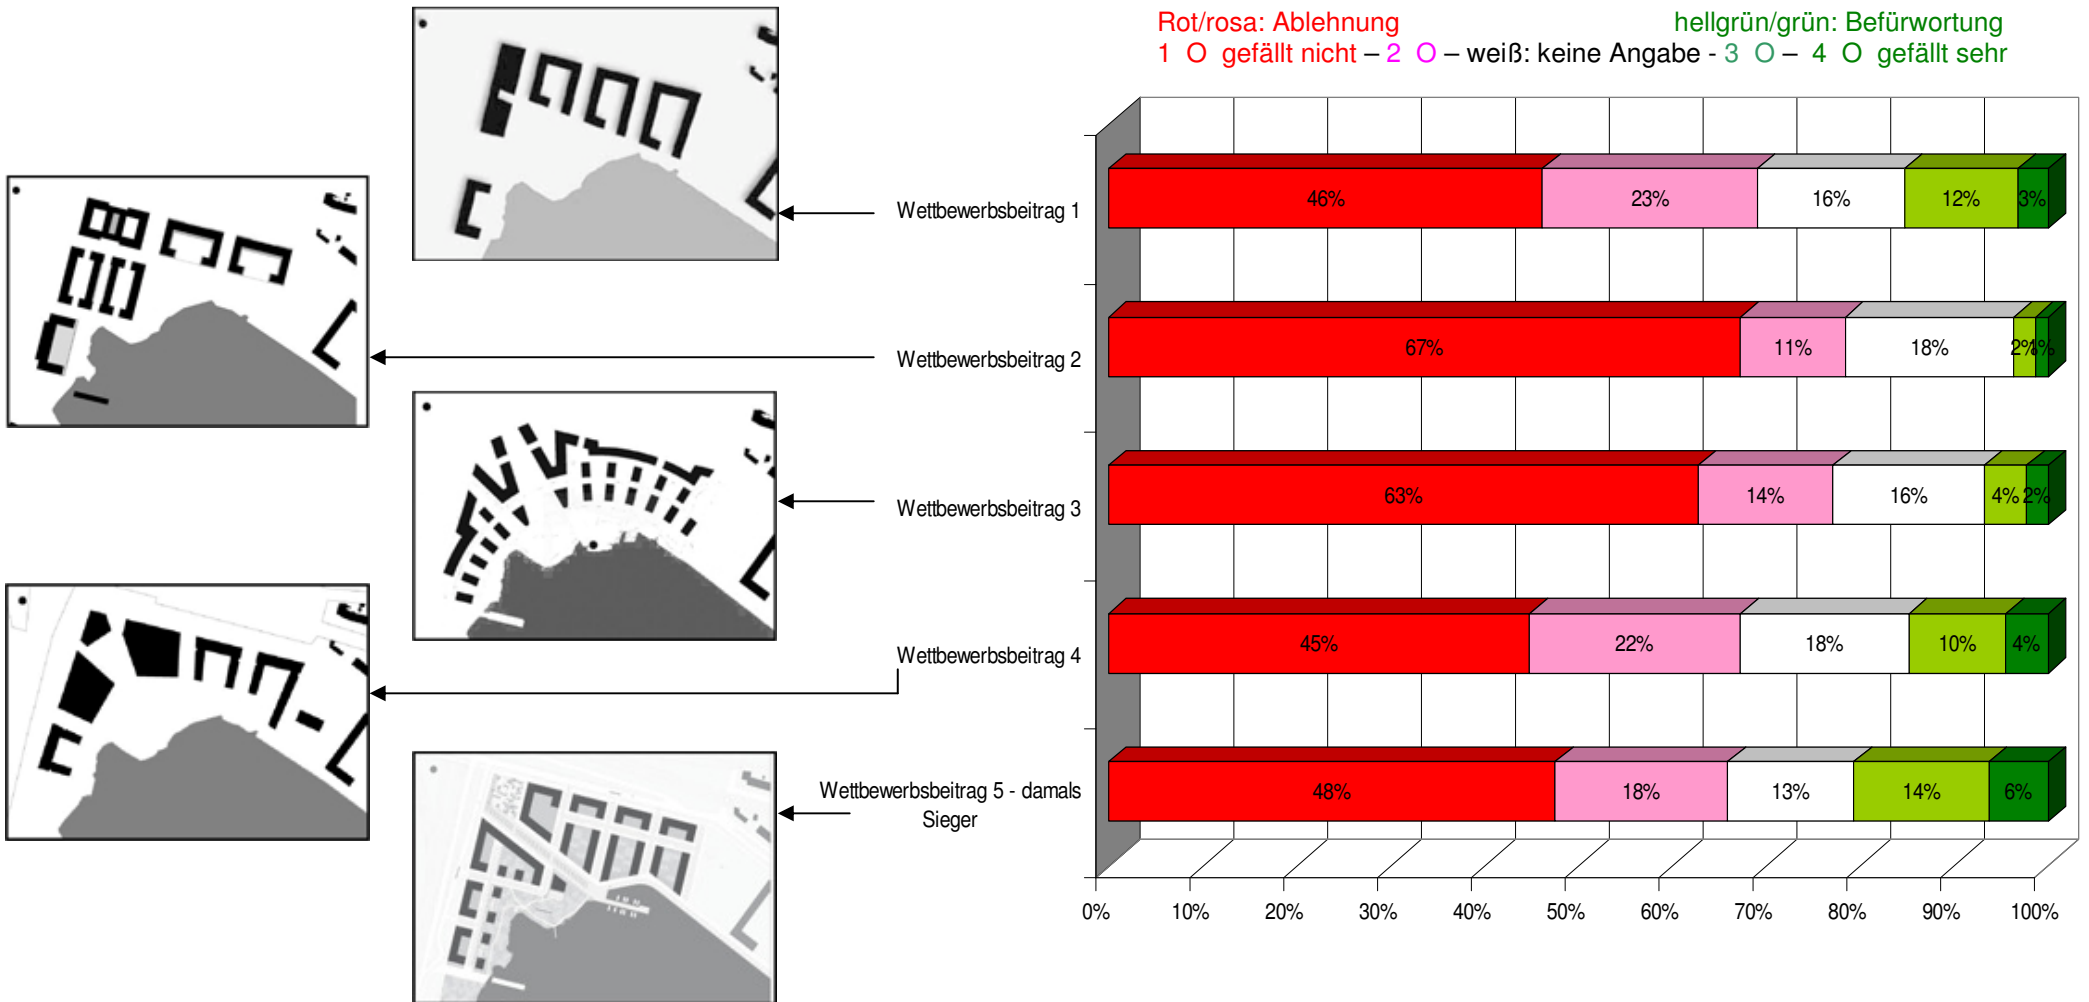 Rot/rosa: Ablehnung hellgrün/grün: Befürwortung
1 O gefällt nicht – 2 O – weiß: keine Angabe - 3 O – 4 O gefällt sehr
Wettbewerbsbeitrag 1
46% 23% 16% 12% 3%
Wettbewerbsbeitrag 2
67% 11% 18% 2% 1%
Wettbewerbsbeitrag 3
63% 14% 16% 4% 2%
Wettbewerbsbeitrag 4
45% 22% 18% 10% 4%
Wettbewerbsbeitrag 5 - damals
Sieger
48% 18% 13% 14% 6%
0% 10% 20% 30% 40% 50% 60% 70% 80% 90% 100%